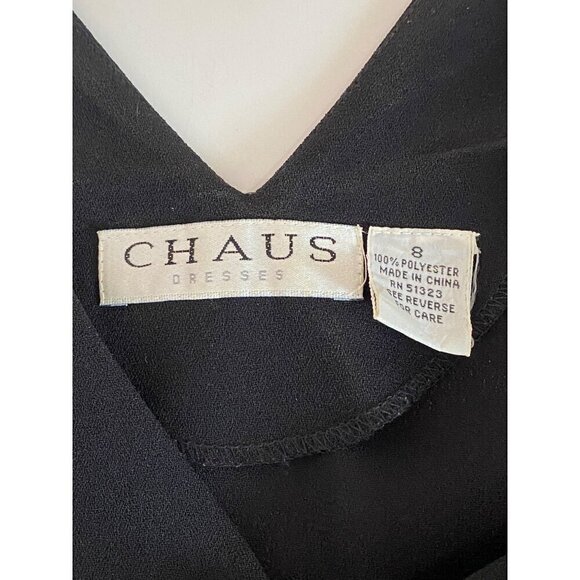 CHAUS
DRESSES
8
100% POLYESTER
MADE IN CHINA
RN 51323
SEE REVERSE
FOR CARE